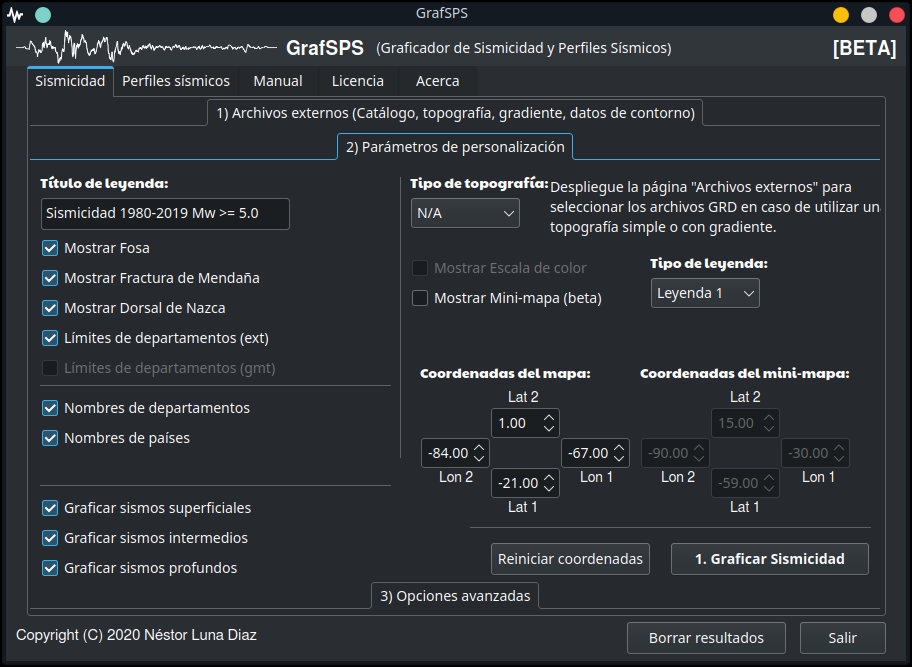 GrafSPS
GrafSPS (Graficador de Sismicidad y Perfiles Sísmicos) [BETA]
Sismicidad Perfiles sísmicos Manual Licencia Acerca
1) Archivos externos (Catálogo, topografía, gradiente, datos de contorno)
2) Parámetros de personalización
Título de leyenda:
Sismicidad 1980-2019 Mw >= 5.0
Mostrar Fosa
Mostrar Fractura de Mendaña
Mostrar Dorsal de Nazca
Límites de departamentos (ext)
Límites de departamentos (gmt)
Nombres de departamentos
Nombres de países
Graficar sismos superficiales
Graficar sismos intermedios
Graficar sismos profundos
Tipo de topografía:
N/A
Despliegue la página "Archivos externos" para
seleccionar los archivos GRD en caso de utilizar un
topografía simple o con gradiente.
Mostrar Escala de color
Mostrar Mini-mapa (beta)
Tipo de leyenda:
Leyenda 1
Coordenadas del mapa:
Lat 2
1.00
-84.00 -67.00
Lon 2 Lon 1
-21.00
Lat 1
Coordenadas del mini-mapa:
Lat 2
15.00
-90.00 -30.00
Lon 2 Lon 1
-59.00
Lat 1
Reiniciar coordenadas 1. Graficar Sismicidad
3) Opciones avanzadas
Copyright (C) 2020 Néstor Luna Diaz Borrar resultados Salir